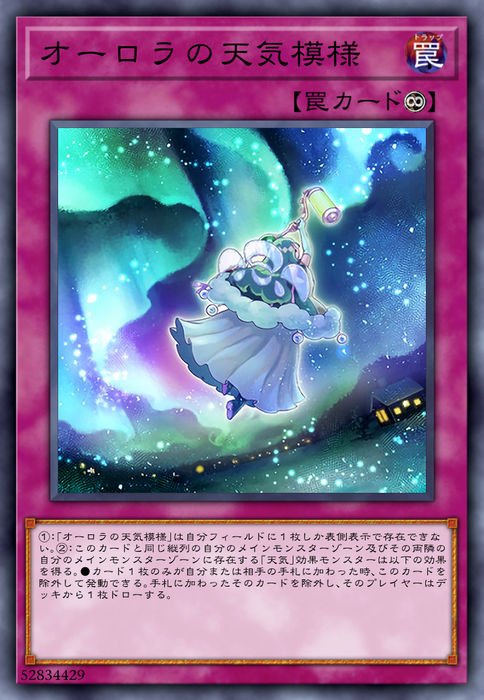 オーロラの天気模様
トラップ
罠
【罠カード】
①:「オーロラの天気模様」は自分フィールドに1枚しか表側表示で存在できな
い。②:このカードと同じ縦列の自分のメインモンスターゾーン及びその両隣の
自分のメインモンスターゾーンに存在する「天気」効果モンスターは以下の効果
を得る。●カード1枚のみが自分または相手の手札に加わった時、このカードを
除外して発動できる。手札に加わったそのカードを除外し、そのプレイヤーはデ
ッキから1枚ドローする。
52834429